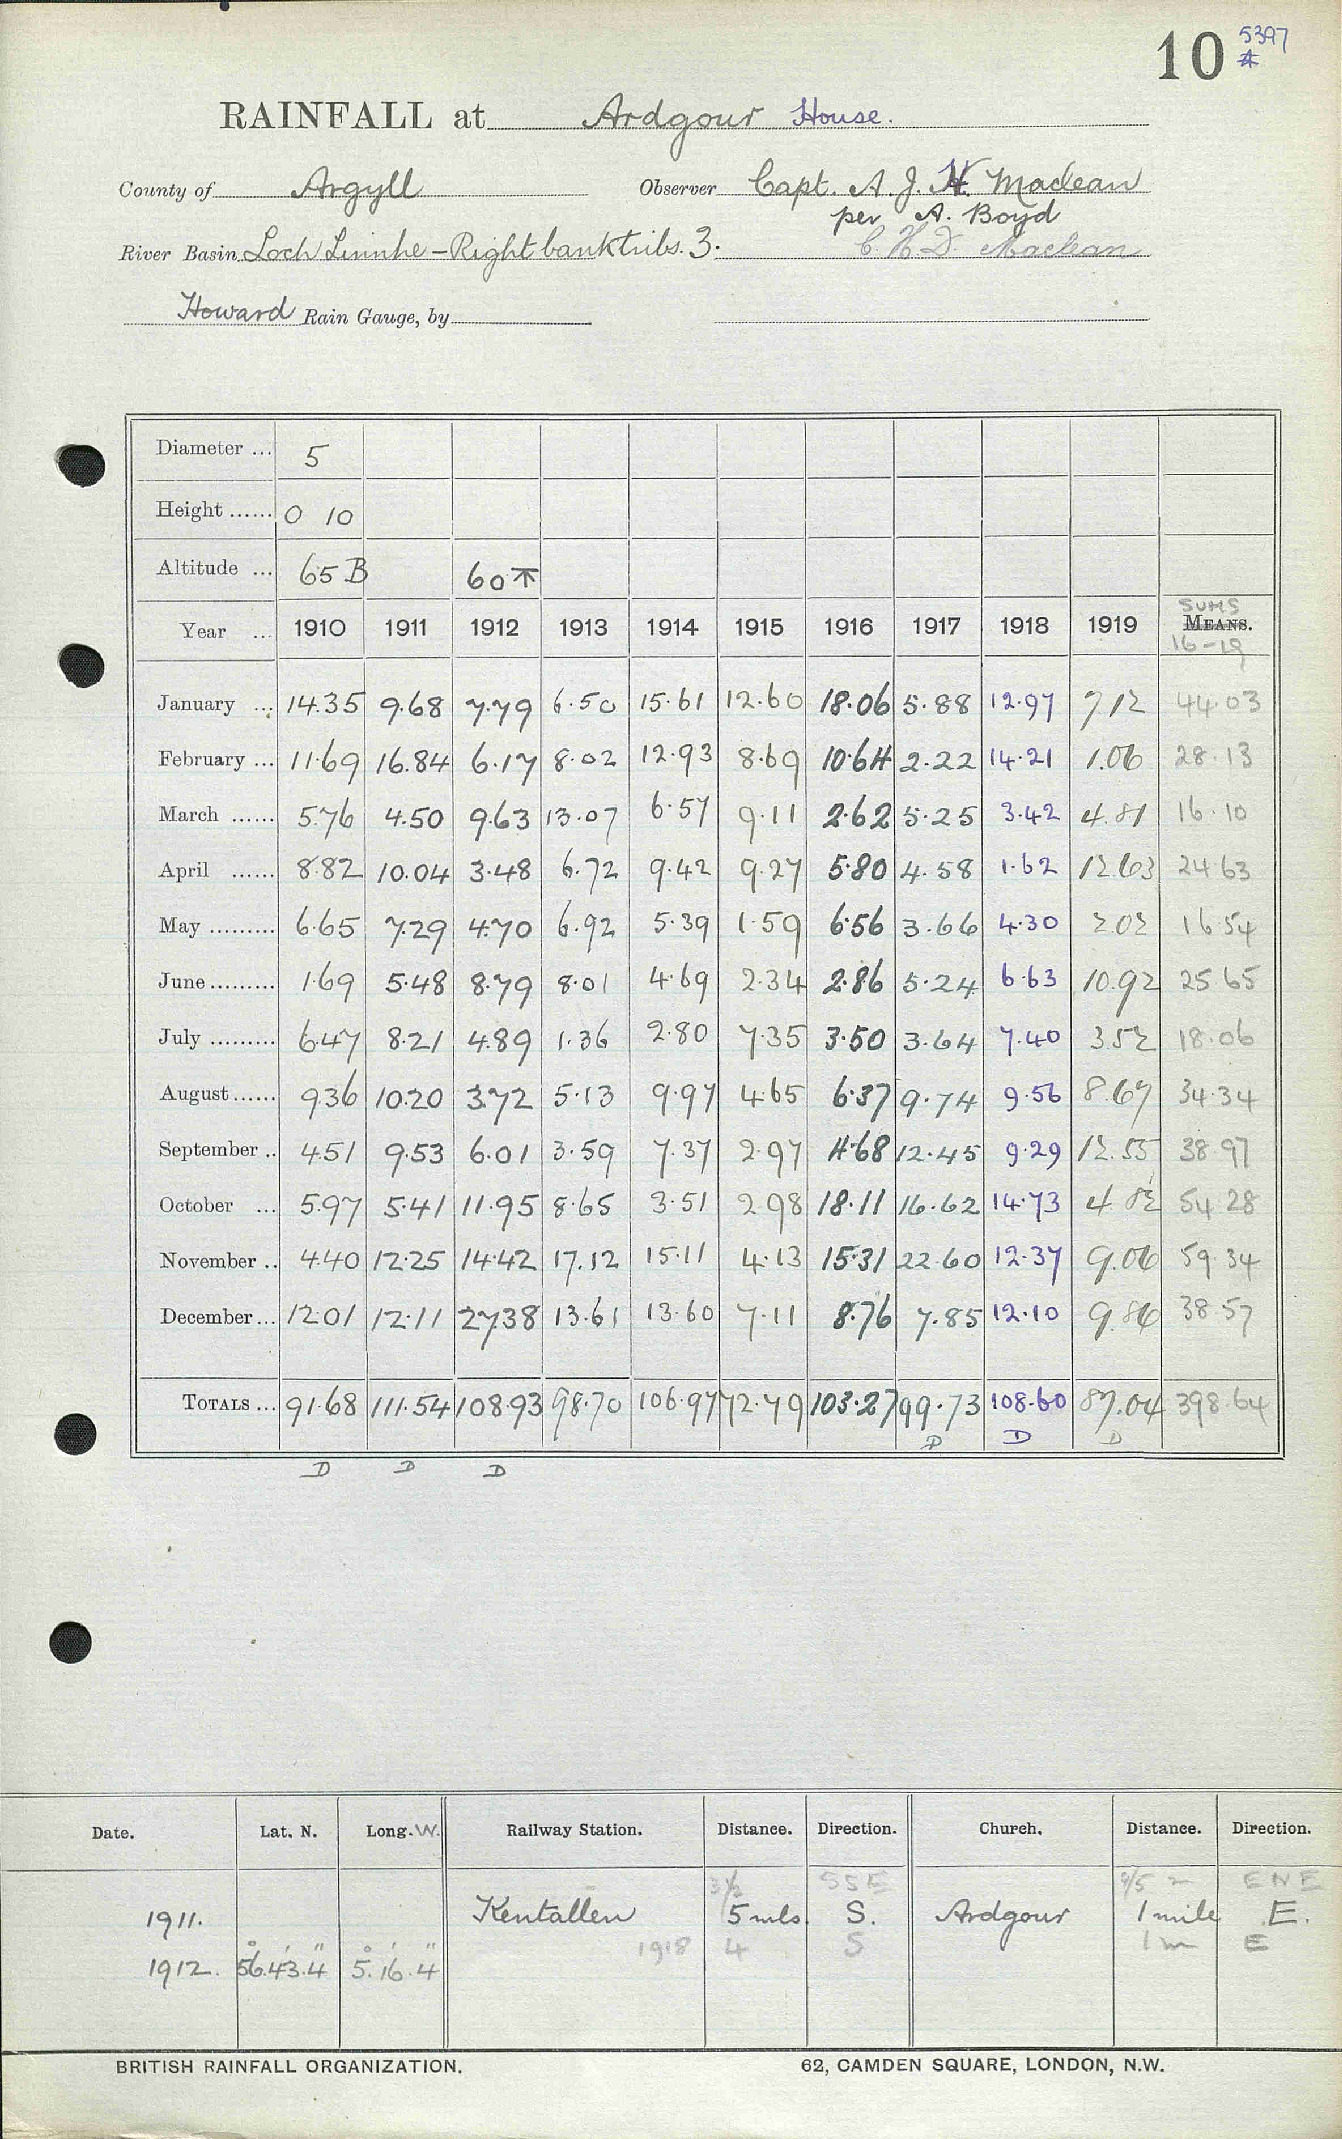 10 5397
RAINFALL at Ardgour House.
County of Argyll Observer Capt. A. J. H. Maclean
per A. Boyd
River Basin Loch Linnhe - Right bank tribs. 3. C. H. D. Maclean
Howard Rain Gauge, by
Diameter ... 5
Height ...... 0 10
Altitude ... 65 B 60 ⊼
SUMS
Year ... 1910 1911 1912 1913 1914 1915 1916 1917 1918 1919 MEANS.
16-19
January ... 14.35 9.68 7.79 6.50 15.61 12.60 18.06 5.88 12.97 7.12 44.03
February ... 11.69 16.84 6.17 8.02 12.93 8.69 10.64 2.22 14.21 1.06 28.13
March ...... 5.76 4.50 9.63 13.07 6.57 9.11 2.62 5.25 3.42 4.81 16.10
April ...... 8.82 10.04 3.48 6.72 9.42 9.27 5.80 4.58 1.62 12.63 24.63
May ......... 6.65 7.29 4.70 6.92 5.39 1.59 6.56 3.66 4.30 2.02 16.54
June......... 1.69 5.48 8.79 8.01 4.69 2.34 2.86 5.24 6.63 10.92 25.65
July ......... 6.47 8.21 4.89 1.36 2.80 7.35 3.50 3.64 7.40 3.52 18.06
August...... 9.36 10.20 3.72 5.13 9.97 4.65 6.37 9.74 9.56 8.67 34.34
September .. 4.51 9.53 6.01 3.59 7.37 2.97 4.68 12.45 9.29 12.55 38.97
October ... 5.97 5.41 11.95 8.65 3.51 2.98 18.11 16.62 14.73 4.82 54.28
November .. 4.40 12.25 14.42 17.12 15.11 4.13 15.31 22.60 12.37 9.06 59.34
December... 12.01 12.11 27.38 13.61 13.60 7.11 8.76 7.85 12.10 9.86 38.57
TOTALS ... 91.68 111.54 108.93 98.70 106.97 72.79 103.27 99.73 108.60 87.04 398.64
D D D
D D D
Date. Lat. N. Long. W. Railway Station. Distance. Direction. Church. Distance. Direction.
3½ SSE ENE
1911. Kentallen 5 mls. S. Ardgour 1 mile E.
1918 4 S 1 m E
1912. 56° 43' 4" 5° 16' 4"
BRITISH RAINFALL ORGANIZATION. 62, CAMDEN SQUARE, LONDON, N.W.